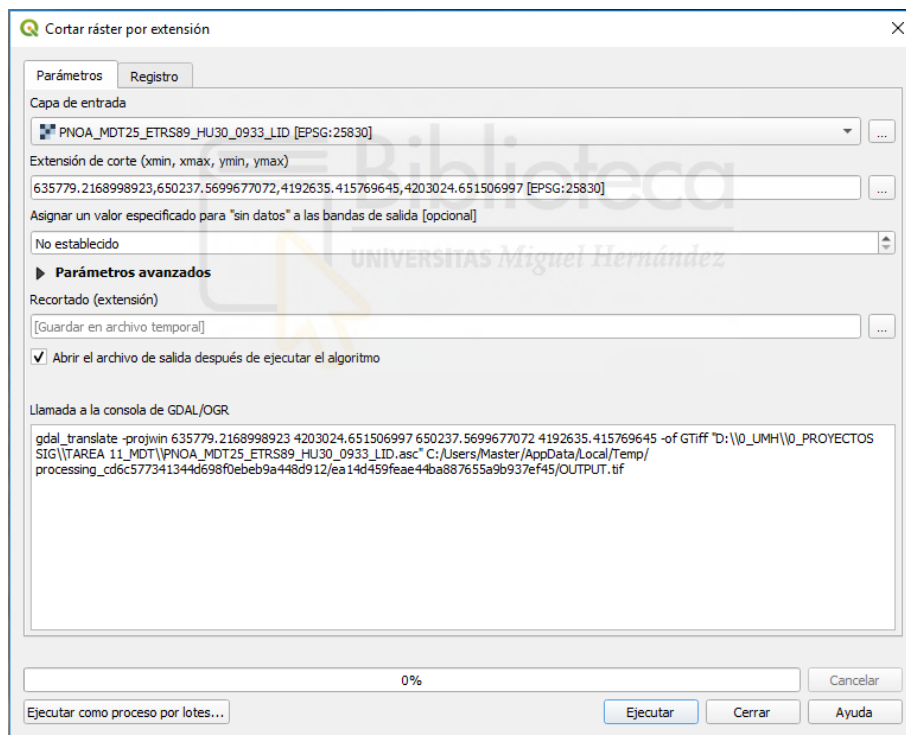 Cortar ráster por extensión
Parámetros Registro
Capa de entrada
PNOA_MDT25_ETRS89_HU30_0933_LID [EPSG:25830]
...
Extensión de corte (xmin, xmax, ymin, ymax)
635779.2168998923,650237.5699677072,4192635.415769645,4203024.651506997 [EPSG:25830]
...
Asignar un valor especificado para "sin datos" a las bandas de salida [opcional]
No establecido
Parámetros avanzados
Recortado (extensión)
[Guardar en archivo temporal]
...
Abrir el archivo de salida después de ejecutar el algoritmo
Llamada a la consola de GDAL/OGR
gdal_translate -projwin 635779.2168998923 4203024.651506997 650237.5699677072 4192635.415769645 -of GTiff "D:\\0_UMH\\0_PROYECTOS
SIG\\TAREA 11_MDT\\PNOA_MDT25_ETRS89_HU30_0933_LID.asc" C:/Users/Master/AppData/Local/Temp/
processing_cd6c577341344d698f0ebeb9a448d912/ea14d459feae44ba887655a9b937ef45/OUTPUT.tif
0%
Cancelar
Ejecutar como proceso por lotes...
Ejecutar
Cerrar
Ayuda
Biblioteca
UNIVERSITAS Miguel Hernández